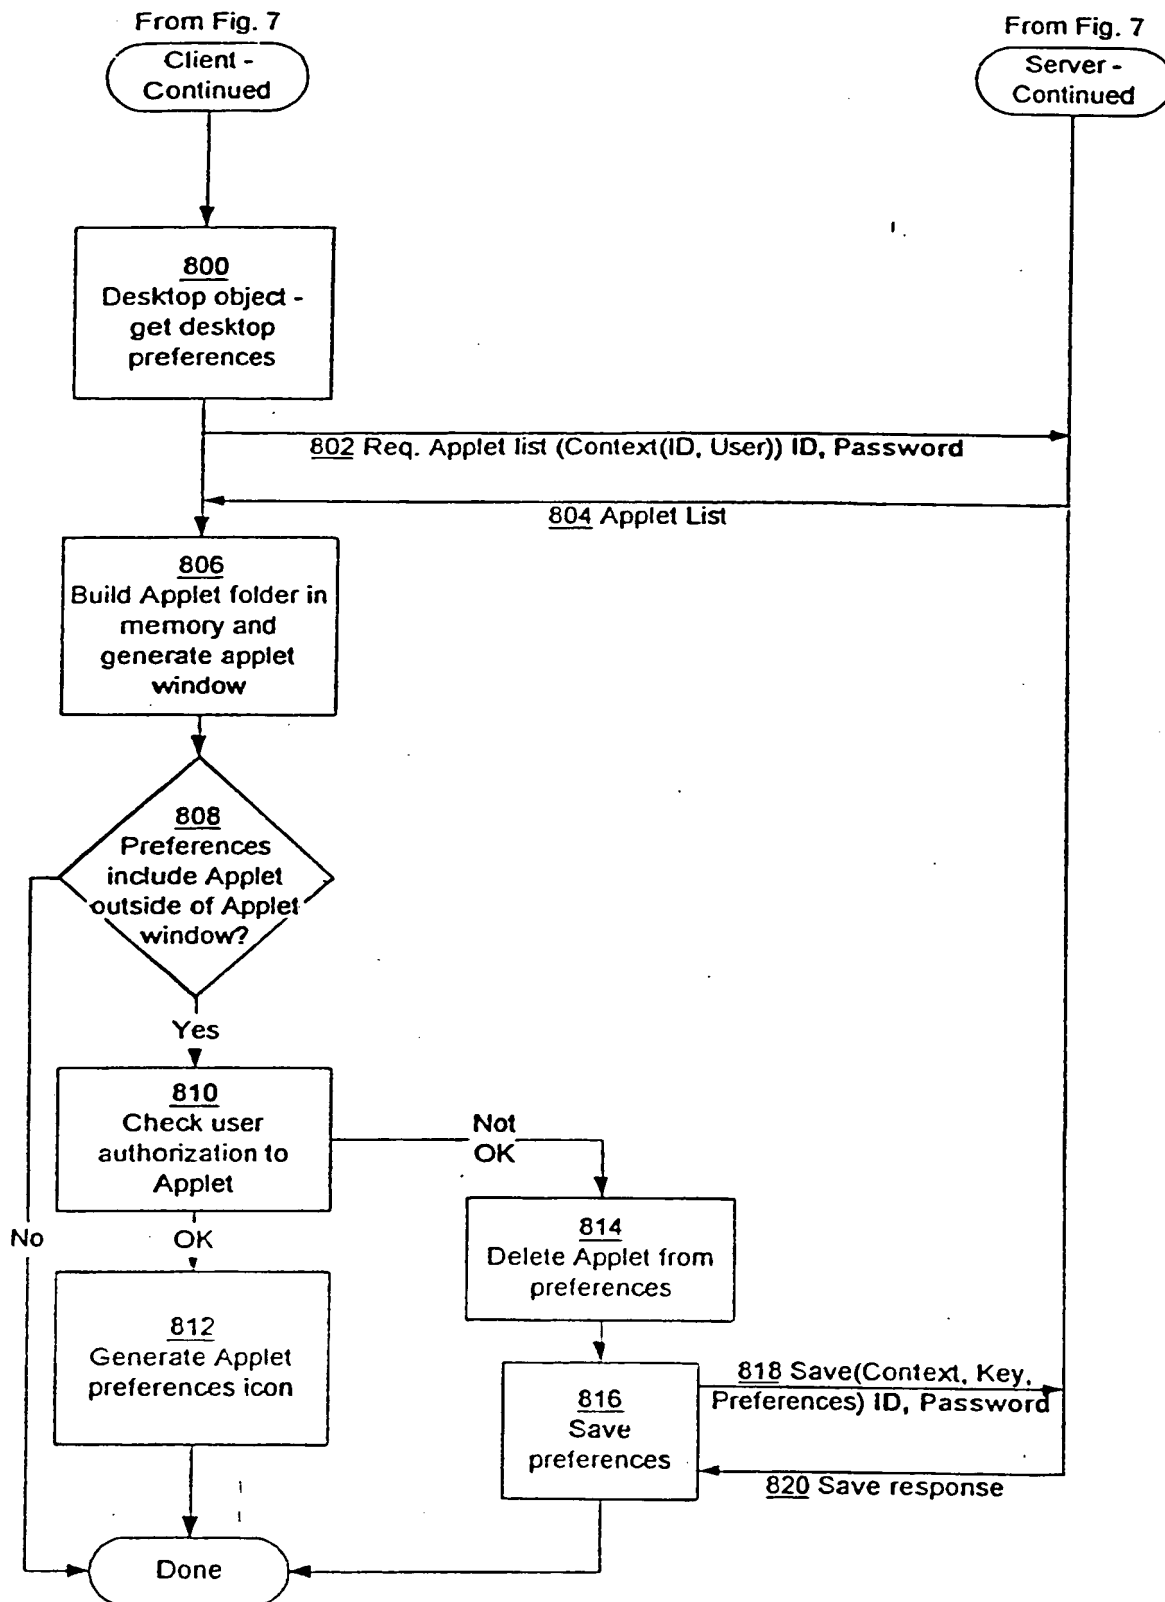 From Fig. 7
Client -
Continued
From Fig. 7
Server -
Continued
800
Desktop object -
get desktop
preferences
802 Req. Applet list (Context(ID, User)) ID, Password
804 Applet List
806
Build Applet folder in
memory and
generate applet
window
808
Preferences
include Applet
outside of Applet
window?
Yes
No
810
Check user
authorization to
Applet
Not
OK
OK
814
Delete Applet from
preferences
812
Generate Applet
preferences icon
816
Save
preferences
818 Save(Context, Key,
Preferences) ID, Password
820 Save response
Done